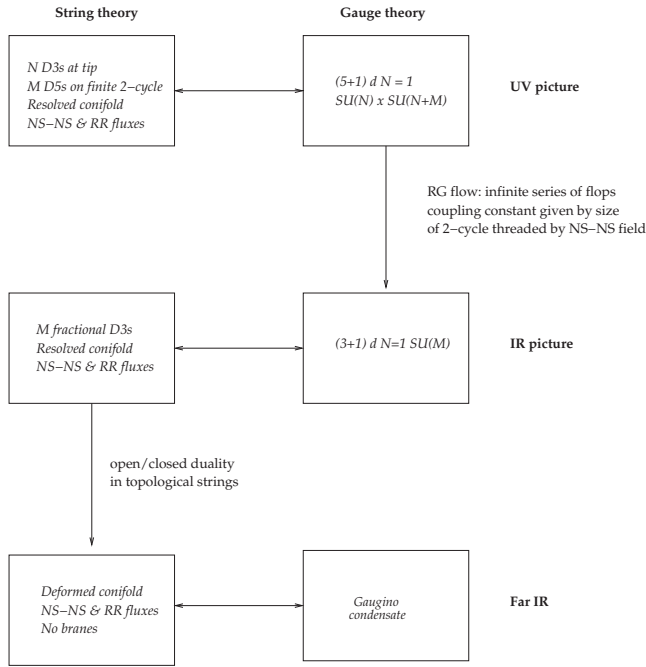 String theory
Gauge theory
N D3s at tip
M D5s on finite 2−cycle
Resolved conifold
NS−NS & RR fluxes
(5+1) d N = 1
SU(N) x SU(N+M)
UV picture
RG flow: infinite series of flops
coupling constant given by size
of 2−cycle threaded by NS−NS field
M fractional D3s
Resolved conifold
NS−NS & RR fluxes
(3+1) d N=1 SU(M)
IR picture
open/closed duality
in topological strings
Deformed conifold
NS−NS & RR fluxes
No branes
Gaugino
condensate
Far IR